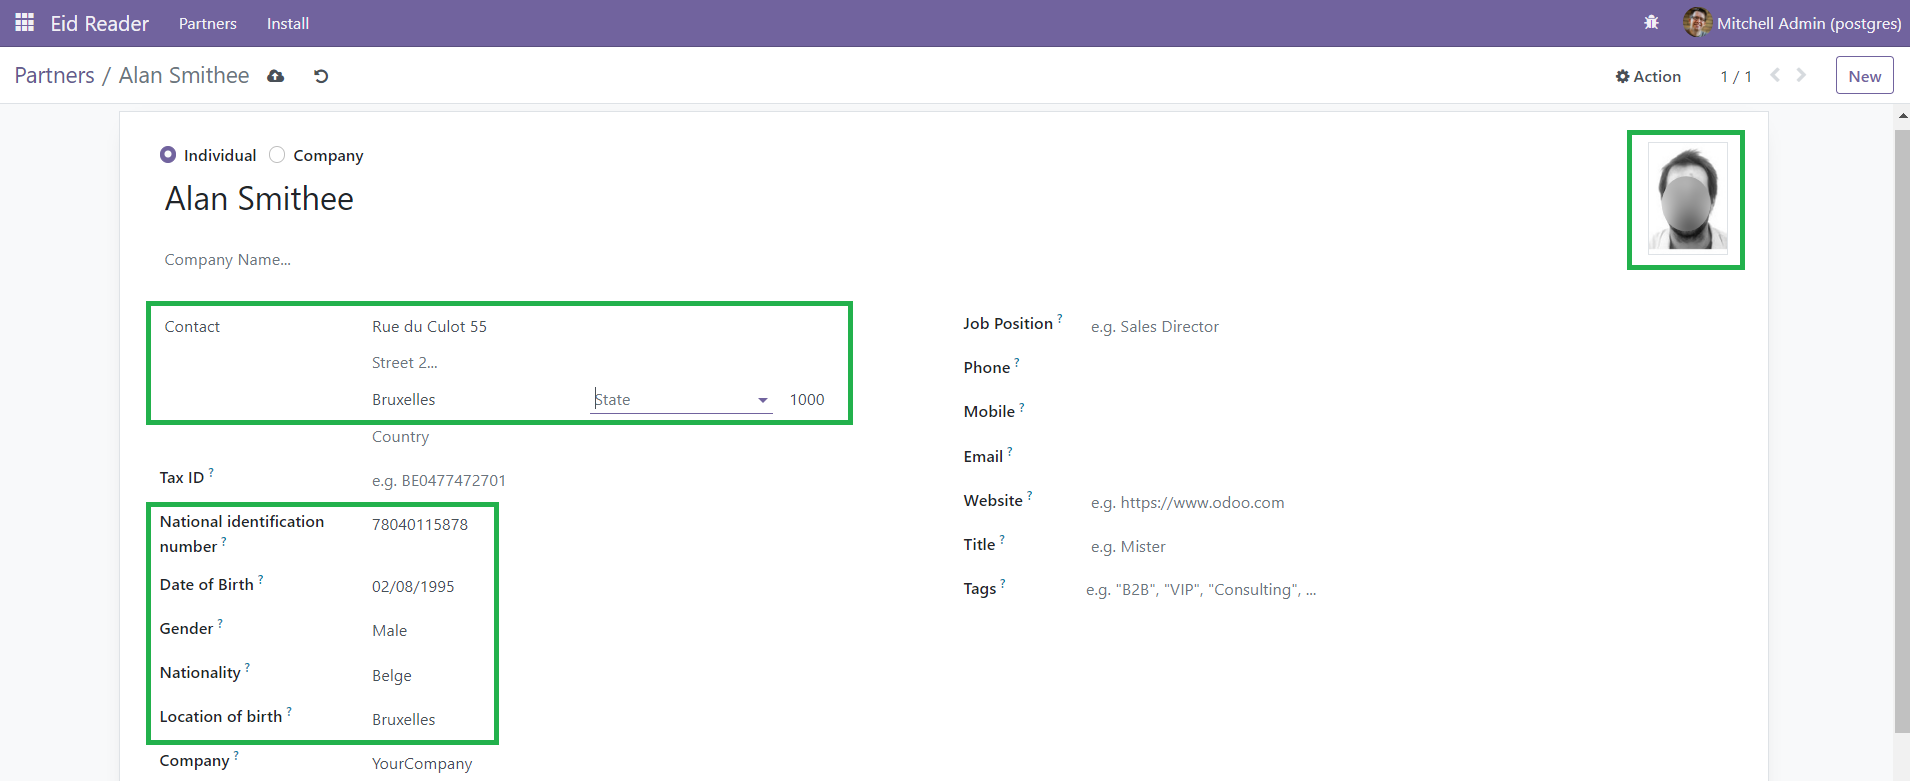 Eid Reader Partners Install Mitchell Admin (postgres)
Partners / Alan Smithee Action 1 / 1 New
Individual Company
Alan Smithee
Company Name...
Contact Rue du Culot 55
Street 2...
Bruxelles State 1000
Country
Tax ID ? e.g. BE0477472701
National identification
number ? 78040115878
Date of Birth ? 02/08/1995
Gender ? Male
Nationality ? Belge
Location of birth ? Bruxelles
Company ? YourCompany
Job Position ? e.g. Sales Director
Phone ?
Mobile ?
Email ?
Website ? e.g. https://www.odoo.com
Title ? e.g. Mister
Tags ? e.g. "B2B", "VIP", "Consulting", ...